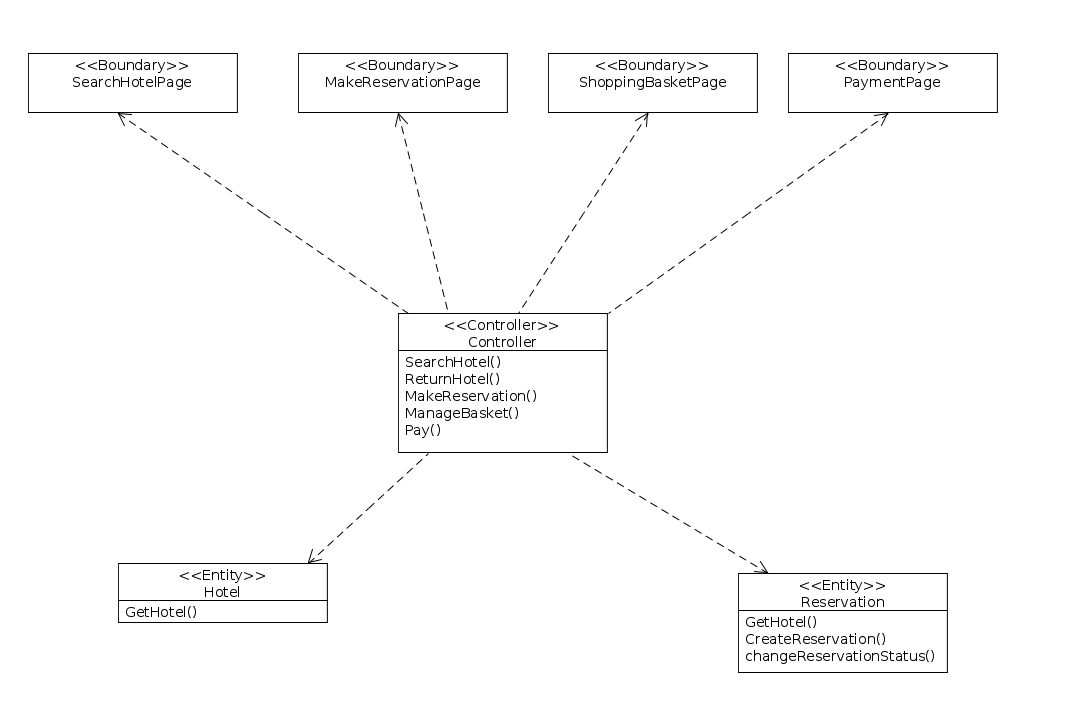 <<Boundary>>
SearchHotelPage
<<Boundary>>
MakeReservationPage
<<Boundary>>
ShoppingBasketPage
<<Boundary>>
PaymentPage
<<Controller>>
Controller
SearchHotel()
ReturnHotel()
MakeReservation()
ManageBasket()
Pay()
<<Entity>>
Hotel
GetHotel()
<<Entity>>
Reservation
GetHotel()
CreateReservation()
changeReservationStatus()